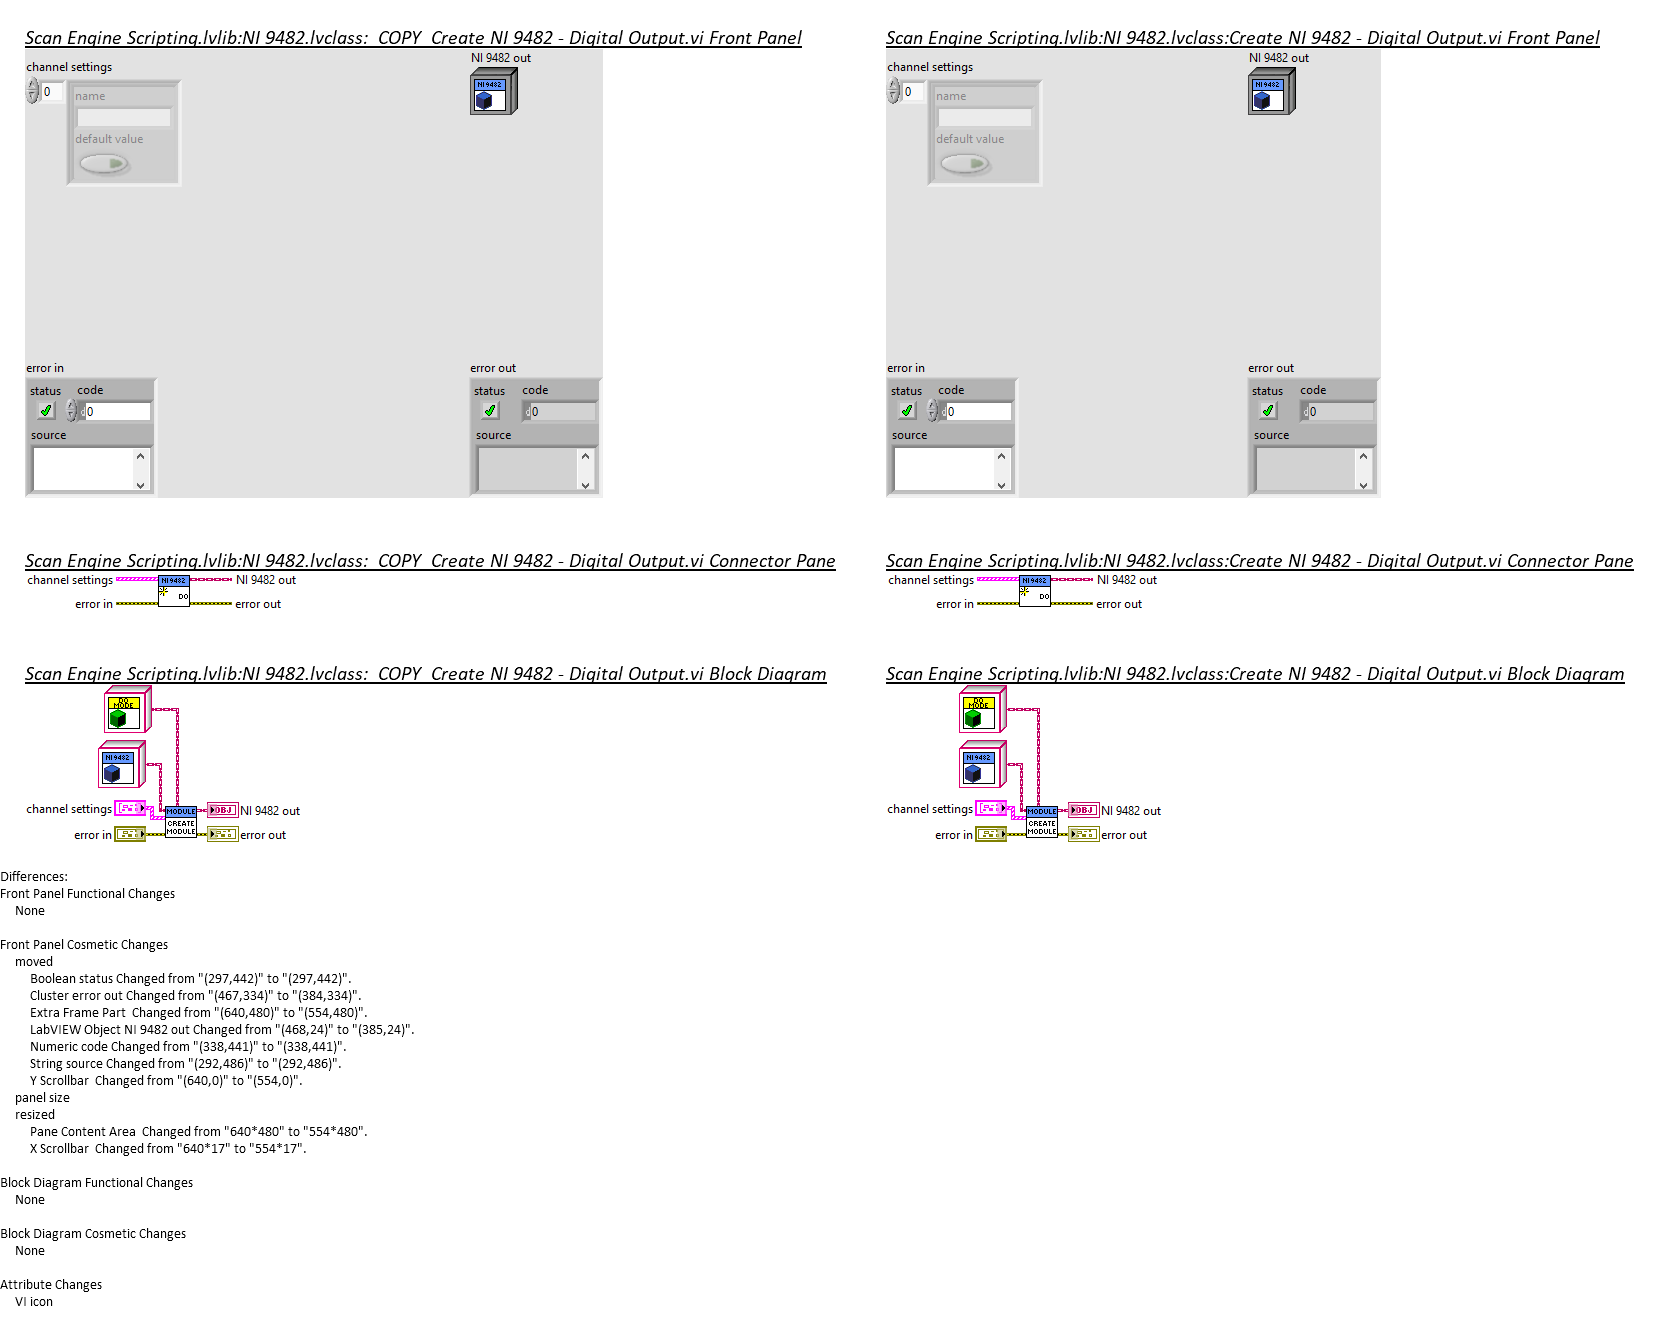 Scan Engine Scripting.lvlib:NI 9482.lvclass:_COPY_Create NI 9482 - Digital Output.vi Front Panel
channel settings
NI 9482 out
0
name
NI 9482
default value
error in
error out
status code
0
source
status code
0
source
Scan Engine Scripting.lvlib:NI 9482.lvclass:Create NI 9482 - Digital Output.vi Front Panel
channel settings
NI 9482 out
0
name
NI 9482
default value
error in
error out
status code
0
source
status code
0
source
Scan Engine Scripting.lvlib:NI 9482.lvclass:_COPY_Create NI 9482 - Digital Output.vi Connector Pane
channel settings
NI 9482
NI 9482 out
error in
DO
error out
Scan Engine Scripting.lvlib:NI 9482.lvclass:Create NI 9482 - Digital Output.vi Connector Pane
channel settings
NI 9482
NI 9482 out
error in
DO
error out
Scan Engine Scripting.lvlib:NI 9482.lvclass:_COPY_Create NI 9482 - Digital Output.vi Block Diagram
DO
MODE
NI 9482
channel settings
MODULE
OBJ
NI 9482 out
CREATE
MODULE
error in
error out
Scan Engine Scripting.lvlib:NI 9482.lvclass:Create NI 9482 - Digital Output.vi Block Diagram
DO
MODE
NI 9482
channel settings
MODULE
OBJ
NI 9482 out
CREATE
MODULE
error in
error out
Differences:
Front Panel Functional Changes
None
Front Panel Cosmetic Changes
moved
Boolean status Changed from "(297,442)" to "(297,442)".
Cluster error out Changed from "(467,334)" to "(384,334)".
Extra Frame Part  Changed from "(640,480)" to "(554,480)".
LabVIEW Object NI 9482 out Changed from "(468,24)" to "(385,24)".
Numeric code Changed from "(338,441)" to "(338,441)".
String source Changed from "(292,486)" to "(292,486)".
Y Scrollbar  Changed from "(640,0)" to "(554,0)".
panel size
resized
Pane Content Area  Changed from "640*480" to "554*480".
X Scrollbar  Changed from "640*17" to "554*17".
Block Diagram Functional Changes
None
Block Diagram Cosmetic Changes
None
Attribute Changes
VI icon